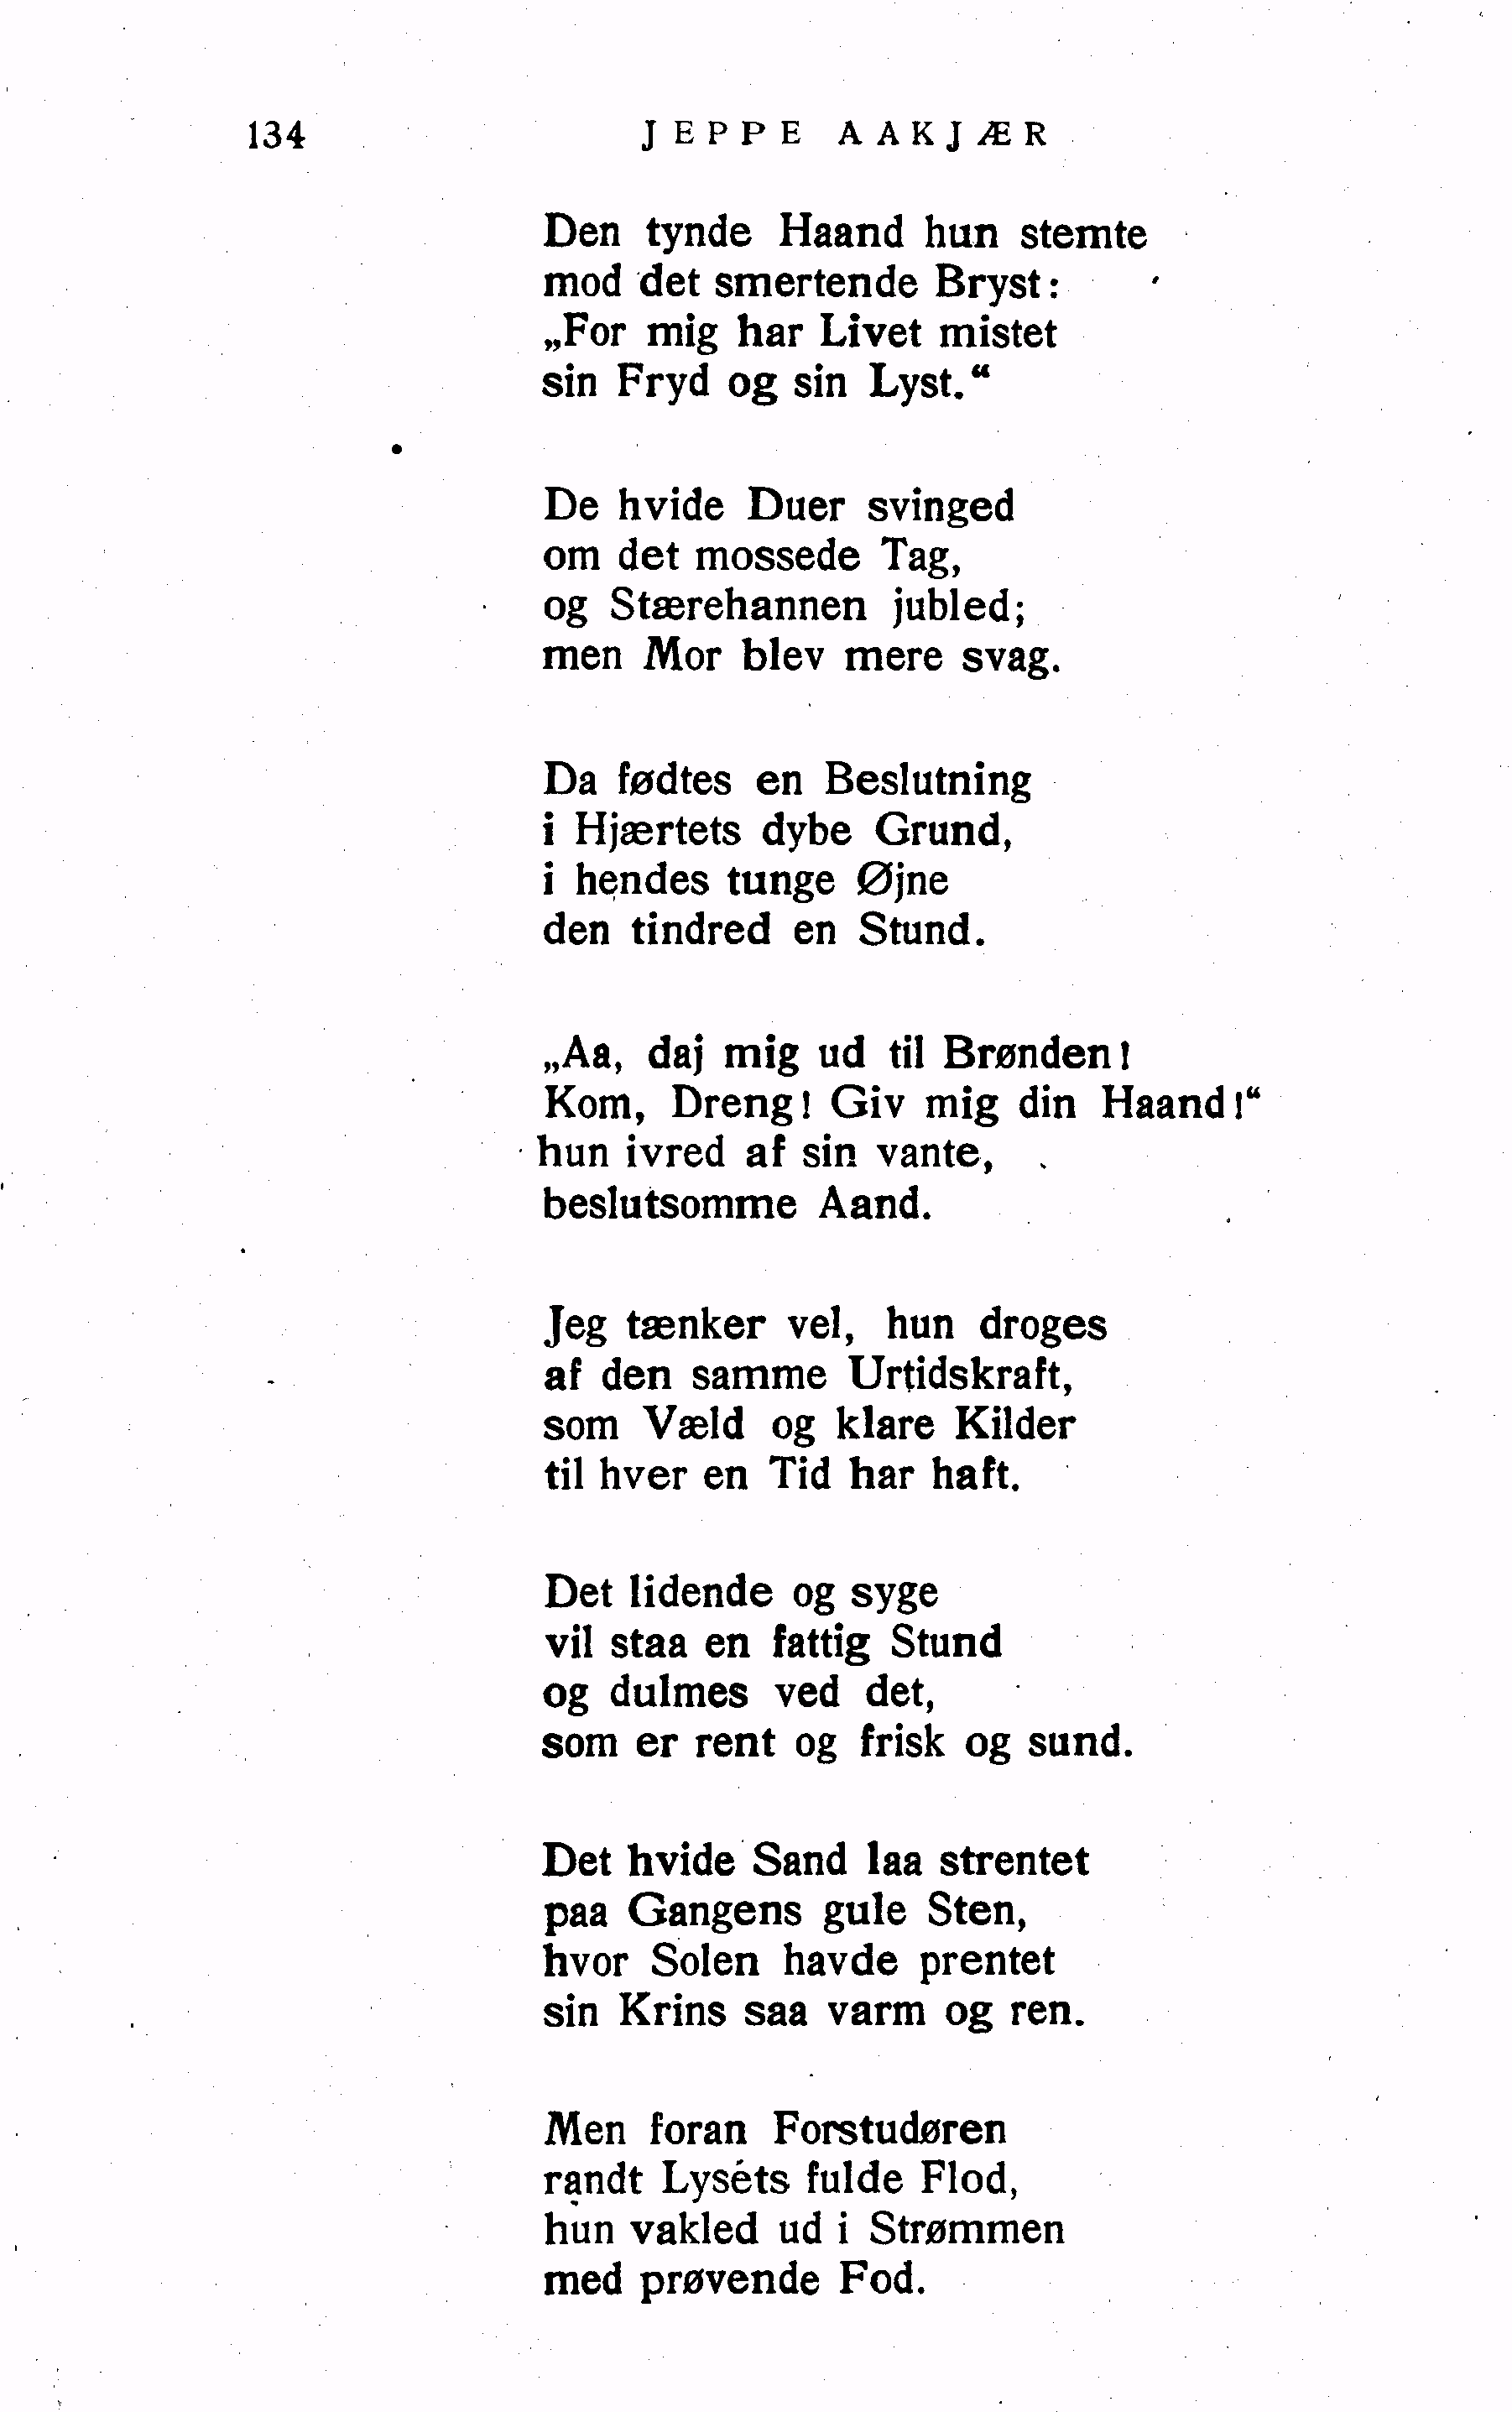 134 JEPPE AAKJÆR
Den tynde Haand hun stemte
mod det smertende Bryst:
„For mig har Livet mistet
sin Fryd og sin Lyst.“
De hvide Duer svinged
om det mossede Tag,
og Stærehannen jubled;
men Mor blev mere svag.
Da fødtes en Beslutning
i Hjærtets dybe Grund,
i hendes tunge Øjne
den tindred en Stund.
„Aa, daj mig ud til Brønden!
Kom, Dreng! Giv mig din Haand!“
hun ivred af sin vante,
beslutsomme Aand.
Jeg tænker vel, hun droges
af den samme Urtidskraft,
som Væld og klare Kilder
til hver en Tid har haft.
Det lidende og syge
vil staa en fattig Stund
og dulmes ved det,
som er rent og frisk og sund.
Det hvide Sand laa strentet
paa Gangens gule Sten,
hvor Solen havde prentet
sin Krins saa varm og ren.
Men foran Forstudøren
randt Lysets fulde Flod,
hun vakled ud i Strømmen
med prøvende Fod.